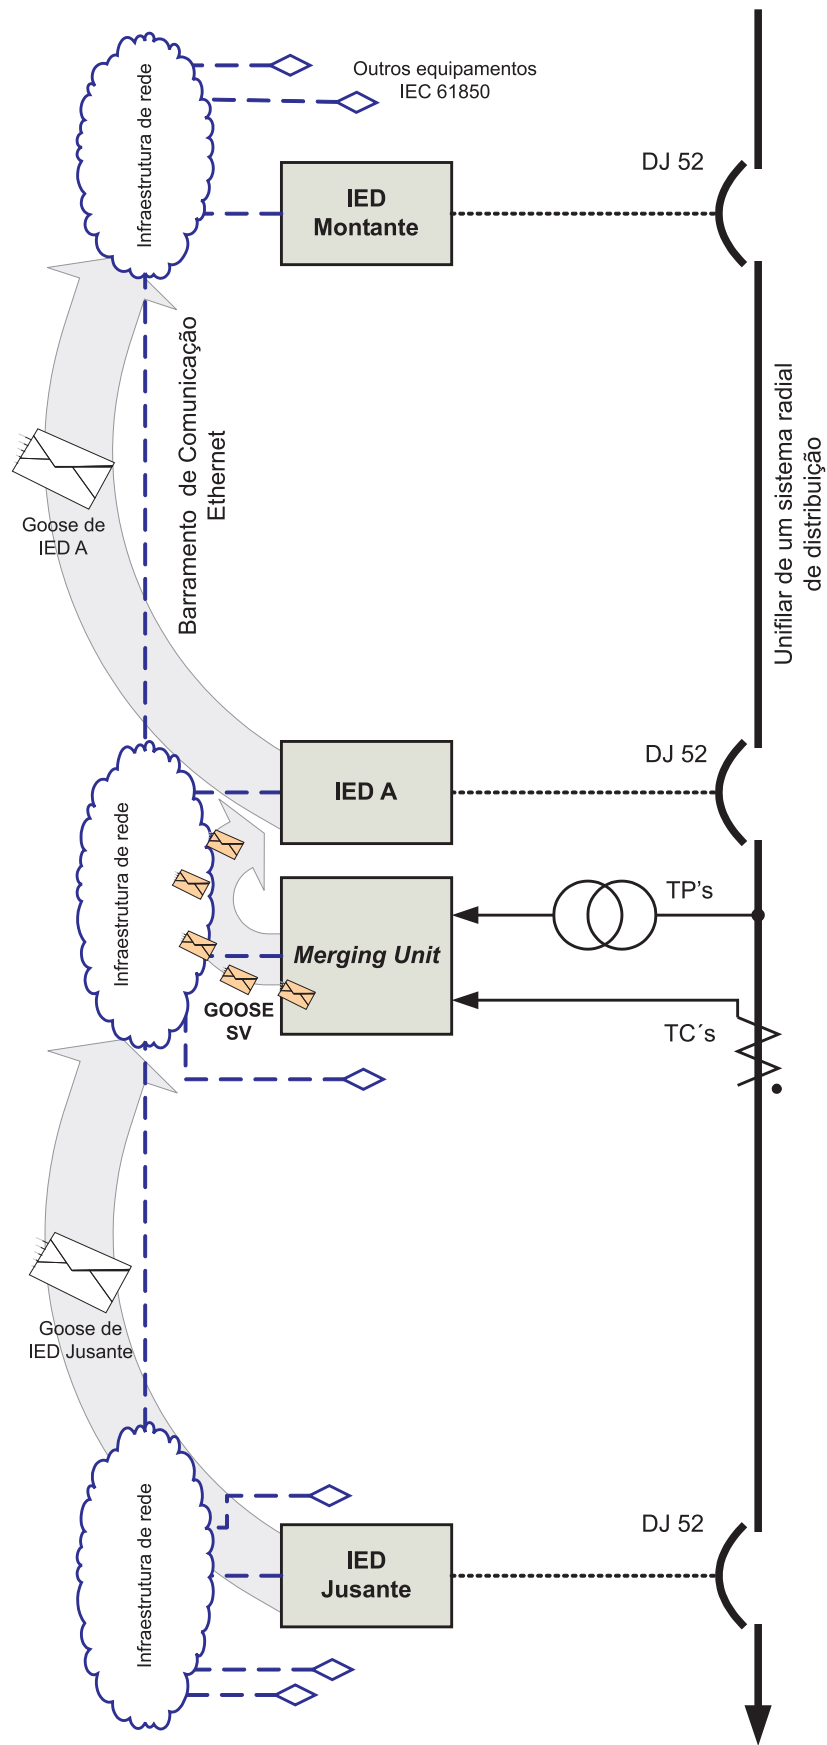 Infraestrutura de rede
Outros equipamentos
IEC 61850
DJ 52
IED
Montante
Barramento de Comunicação
Ethernet
Goose de
IED A
Unifilar de um sistema radial
de distribuição
DJ 52
IED A
Infraestrutura de rede
TP's
Merging Unit
GOOSE
SV
TC´s
Goose de
IED Jusante
Infraestrutura de rede
DJ 52
IED
Jusante